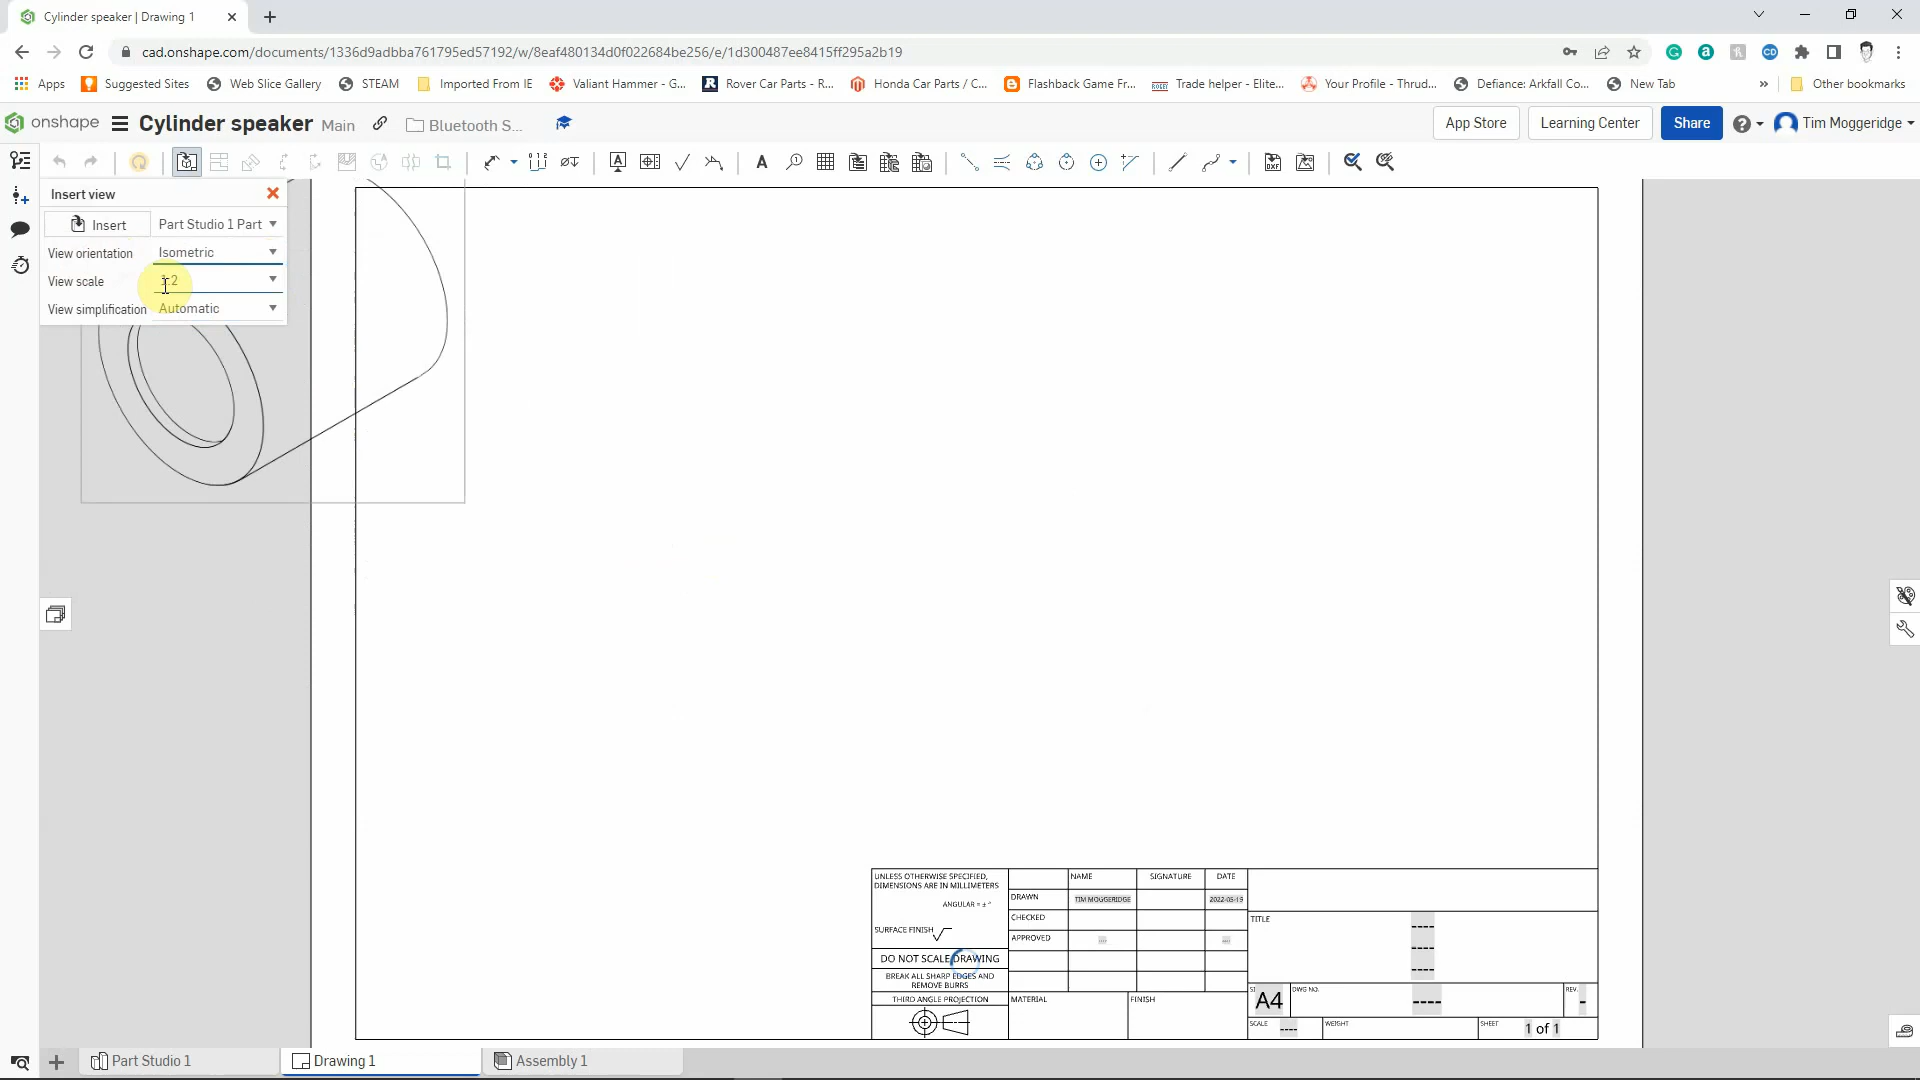 Cylinder speaker | Drawing 1
cad.onshape.com/documents/1336d9adbba761795ed57192/w/8eaf480134d0f022684be256/e/1d300487ee8415ff295a2b19
Apps
Suggested Sites
Web Slice Gallery
STEAM
Imported From IE
Valiant Hammer - G...
Rover Car Parts - R...
Honda Car Parts / C...
Flashback Game Fr...
Trade helper - Elite...
Your Profile - Thrud...
Defiance: Arkfall Co...
New Tab
»
Other bookmarks
onshape
Cylinder speaker
Main
Bluetooth S...
App Store
Learning Center
Share
Tim Moggeridge
Insert view
Insert
Part Studio 1 Part
View orientation
Isometric
View scale
View simplification
Automatic
UNLESS OTHERWISE SPECIFIED,
DIMENSIONS ARE IN MILLIMETERS
ANGULAR = ± °
SURFACE FINISH
DO NOT SCALE DRAWING
BREAK ALL SHARP EDGES AND
REMOVE BURRS
THIRD ANGLE PROJECTION
NAME
SIGNATURE
DATE
DRAWN
TIM MOGGERIDGE
2022-05-19
CHECKED
APPROVED
----
----
MATERIAL
FINISH
TITLE
----
----
----
A4
DWG NO.
----
REV.
-
SCALE
----
WEIGHT
SHEET
1 of 1
Part Studio 1
Drawing 1
Assembly 1